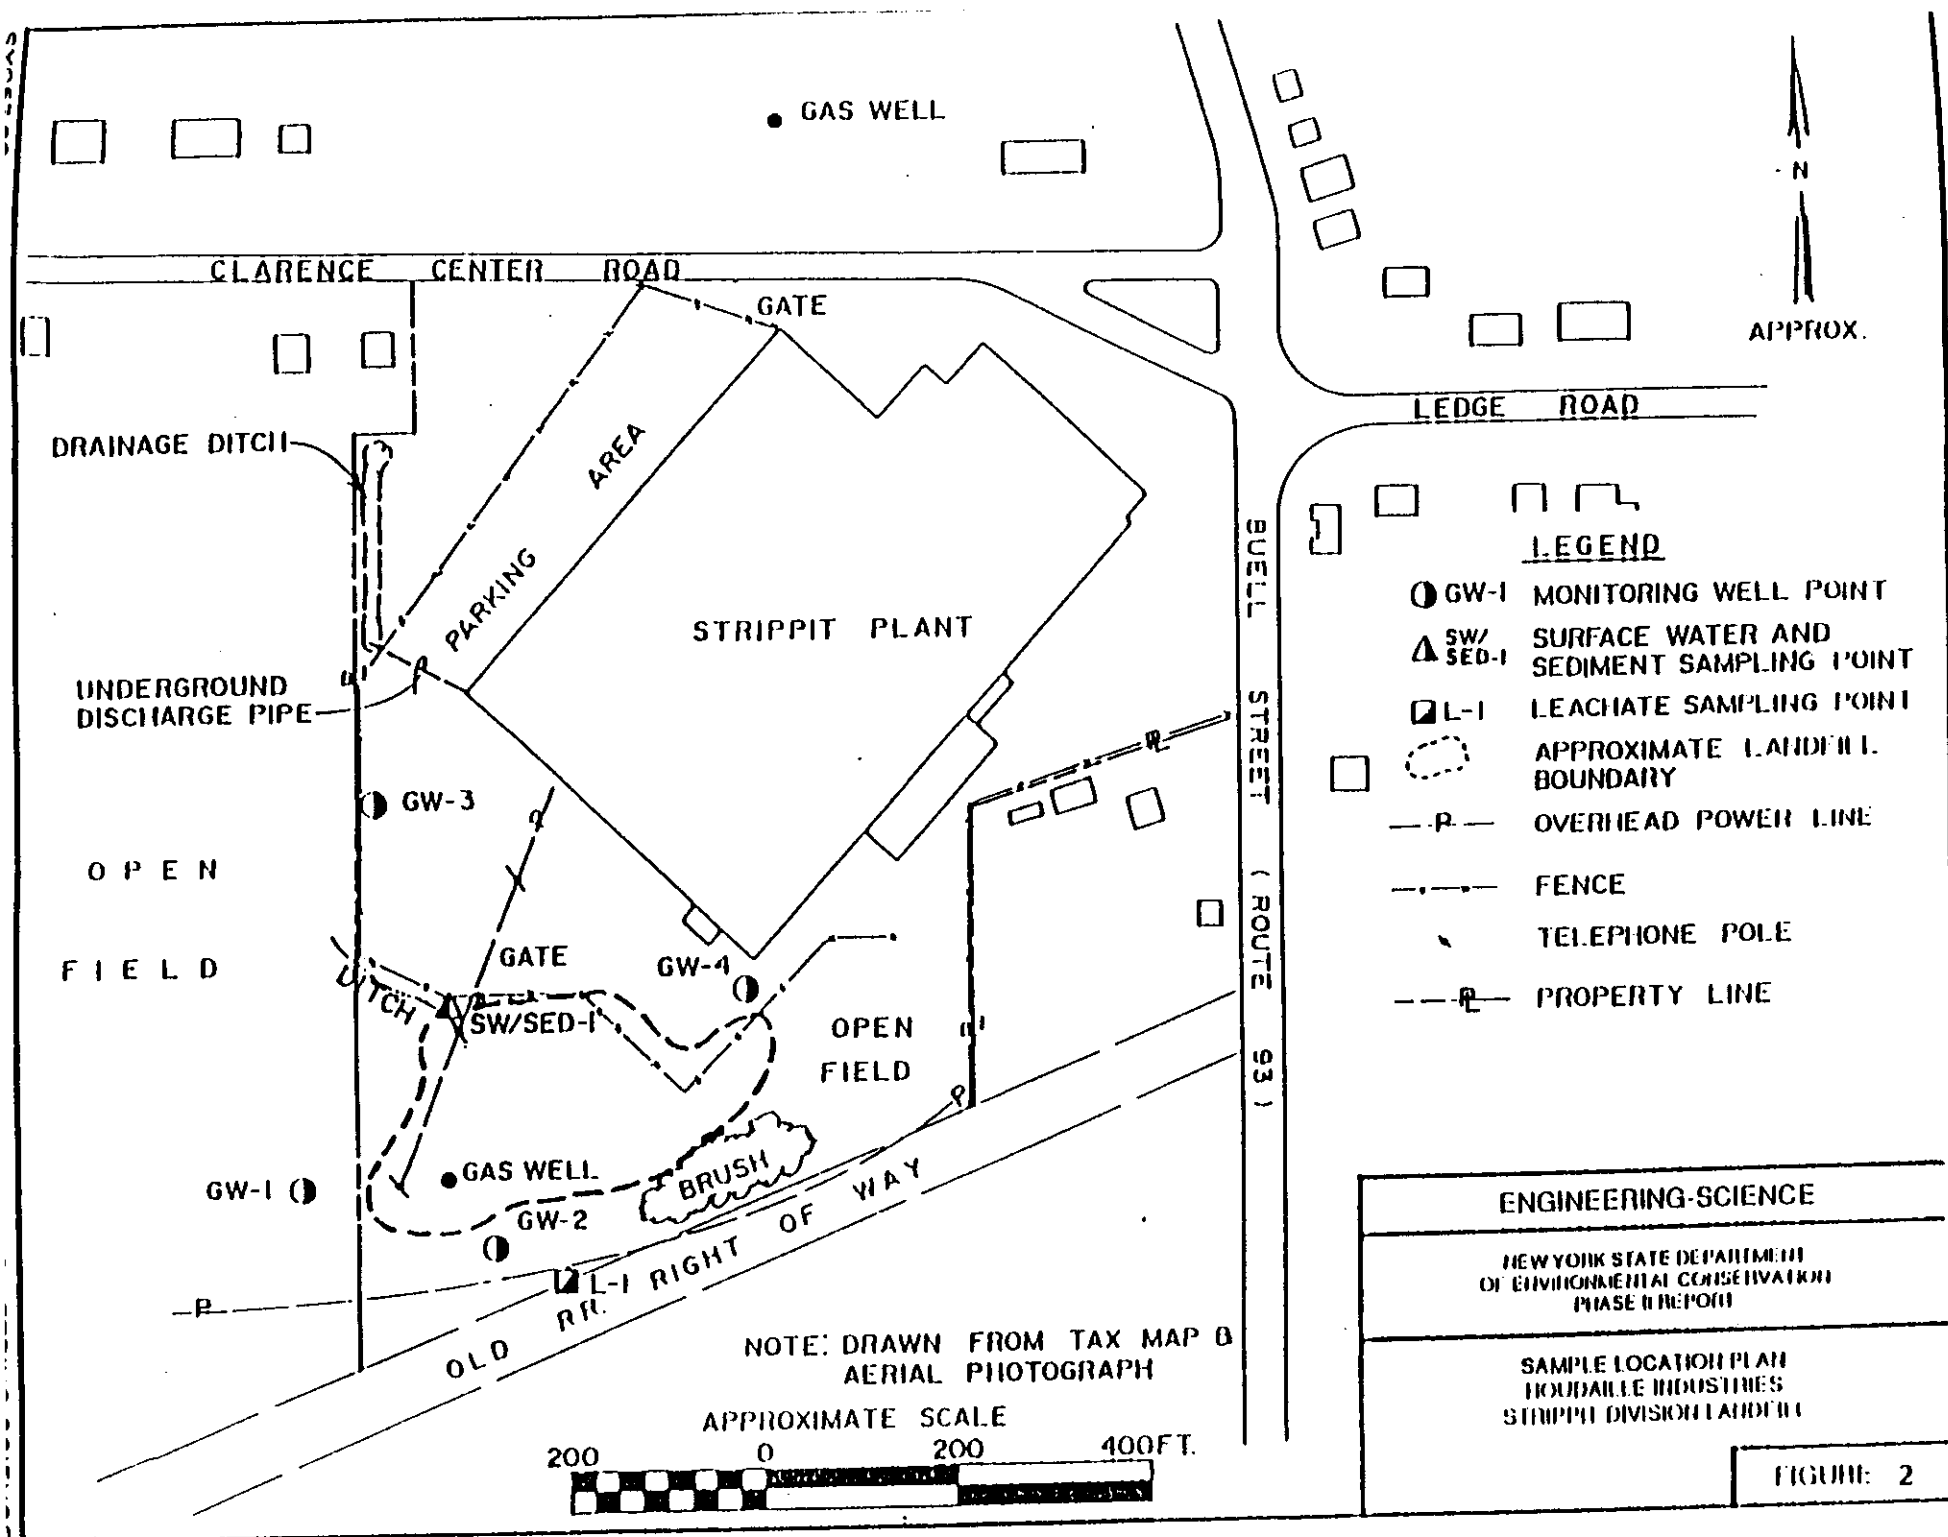 GAS WELL
N
CLARENCE CENTER ROAD
GATE
APPROX.
LEDGE ROAD
DRAINAGE DITCH
PARKING AREA
STRIPPIT PLANT
BUELL STREET (ROUTE 93)
UNDERGROUND
DISCHARGE PIPE
GW-3
OPEN
FIELD
GATE
GW-4
DITCH
SW/SED-1
OPEN
FIELD
GAS WELL
GW-1
GW-2
BRUSH
P
P
L-1
OLD RR. RIGHT OF WAY
LEGEND
GW-1 MONITORING WELL POINT
SW/
SED-1
SURFACE WATER AND
SEDIMENT SAMPLING POINT
L-1 LEACHATE SAMPLING POINT
APPROXIMATE LANDFILL
BOUNDARY
P OVERHEAD POWER LINE
FENCE
TELEPHONE POLE
PL PROPERTY LINE
NOTE: DRAWN FROM TAX MAP &
AERIAL PHOTOGRAPH
APPROXIMATE SCALE
200 0 200 400FT.
ENGINEERING-SCIENCE
NEW YORK STATE DEPARTMENT
OF ENVIRONMENTAL CONSERVATION
PHASE II REPORT
SAMPLE LOCATION PLAN
HOUDAILLE INDUSTRIES
STRIPPIT DIVISION LANDFILL
FIGURE 2